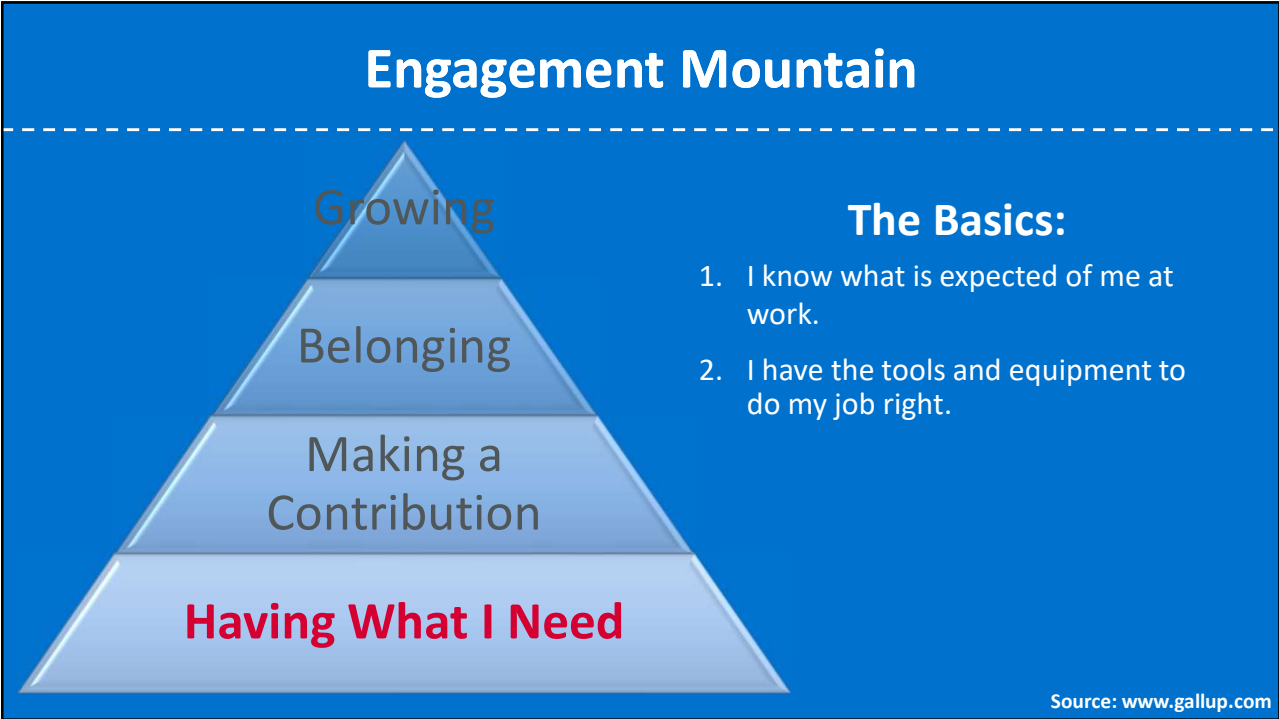 Engagement Mountain
Growing
Belonging
Making a
Contribution
Having What I Need
The Basics:
1. I know what is expected of me at
work.
2. I have the tools and equipment to
do my job right.
Source: www.gallup.com